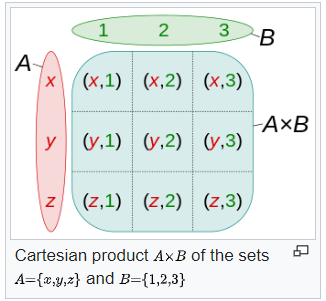 1 2 3 B
A
x (x,1) (x,2) (x,3)
A×B
y (y,1) (y,2) (y,3)
z (z,1) (z,2) (z,3)
Cartesian product A×B of the sets
A={x,y,z} and B={1,2,3}